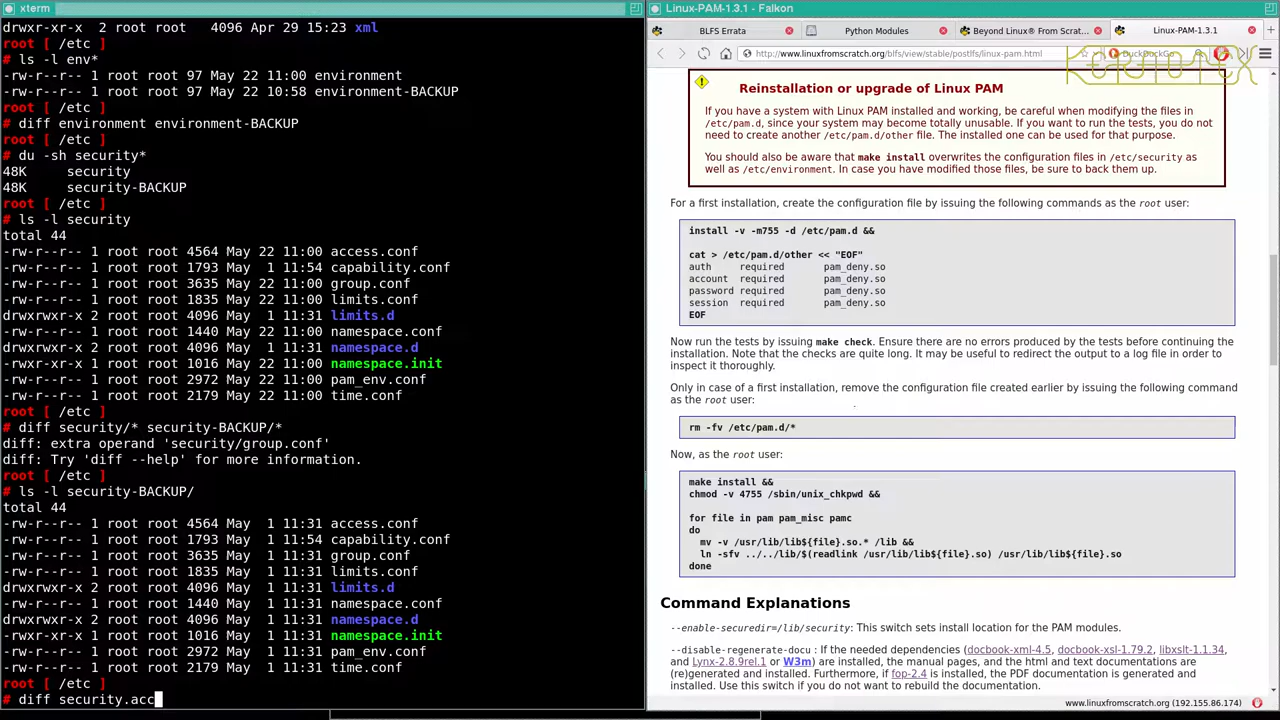 xterm
drwxr-xr-x  2 root root   4096 Apr 29 15:23 xml
root [ /etc ]
# ls -l env*
-rw-r--r-- 1 root root 97 May 22 11:00 environment
-rw-r--r-- 1 root root 97 May 22 10:58 environment-BACKUP
root [ /etc ]
# diff environment environment-BACKUP
root [ /etc ]
# du -sh security*
48K     security
48K     security-BACKUP
root [ /etc ]
# ls -l security
total 44
-rw-r--r-- 1 root root 4564 May 22 11:00 access.conf
-rw-r--r-- 1 root root 1793 May  1 11:54 capability.conf
-rw-r--r-- 1 root root 3635 May 22 11:00 group.conf
-rw-r--r-- 1 root root 1835 May 22 11:00 limits.conf
drwxrwxr-x 2 root root 4096 May  1 11:31 limits.d
-rw-r--r-- 1 root root 1440 May 22 11:00 namespace.conf
drwxrwxr-x 2 root root 4096 May  1 11:31 namespace.d
-rwxr-xr-x 1 root root 1016 May 22 11:00 namespace.init
-rw-r--r-- 1 root root 2972 May 22 11:00 pam_env.conf
-rw-r--r-- 1 root root 2179 May 22 11:00 time.conf
root [ /etc ]
# diff security/* security-BACKUP/*
diff: extra operand 'security/group.conf'
diff: Try 'diff --help' for more information.
root [ /etc ]
# ls -l security-BACKUP/
total 44
-rw-r--r-- 1 root root 4564 May  1 11:31 access.conf
-rw-r--r-- 1 root root 1793 May  1 11:54 capability.conf
-rw-r--r-- 1 root root 3635 May  1 11:31 group.conf
-rw-r--r-- 1 root root 1835 May  1 11:31 limits.conf
drwxrwxr-x 2 root root 4096 May  1 11:31 limits.d
-rw-r--r-- 1 root root 1440 May  1 11:31 namespace.conf
drwxrwxr-x 2 root root 4096 May  1 11:31 namespace.d
-rwxr-xr-x 1 root root 1016 May  1 11:31 namespace.init
-rw-r--r-- 1 root root 2972 May  1 11:31 pam_env.conf
-rw-r--r-- 1 root root 2179 May  1 11:31 time.conf
root [ /etc ]
# diff security.acc
Linux-PAM-1.3.1 - Falkon
BLFS Errata
Python Modules
Beyond Linux® From Scrat...
Linux-PAM-1.3.1
http://www.linuxfromscratch.org/blfs/view/stable/postlfs/linux-pam.html
DuckDuckGo
Reinstallation or upgrade of Linux PAM
If you have a system with Linux PAM installed and working, be careful when modifying the files in
/etc/pam.d, since your system may become totally unusable. If you want to run the tests, you do not
need to create another /etc/pam.d/other file. The installed one can be used for that purpose.
You should also be aware that make install overwrites the configuration files in /etc/security as
well as /etc/environment. In case you have modified those files, be sure to back them up.
For a first installation, create the configuration file by issuing the following commands as the root user:
install -v -m755 -d /etc/pam.d &&
cat > /etc/pam.d/other << "EOF"
auth     required     pam_deny.so
account  required     pam_deny.so
password required     pam_deny.so
session  required     pam_deny.so
EOF
Now run the tests by issuing make check. Ensure there are no errors produced by the tests before continuing the
installation. Note that the checks are quite long. It may be useful to redirect the output to a log file in order to
inspect it thoroughly.
Only in case of a first installation, remove the configuration file created earlier by issuing the following command
as the root user:
rm -fv /etc/pam.d/*
Now, as the root user:
make install &&
chmod -v 4755 /sbin/unix_chkpwd &&
for file in pam pam_misc pamc
do
  mv -v /usr/lib/lib${file}.so.* /lib &&
  ln -sfv ../../lib/$(readlink /usr/lib/lib${file}.so) /usr/lib/lib${file}.so
done
Command Explanations
--enable-securedir=/lib/security: This switch sets install location for the PAM modules.
--disable-regenerate-docu : If the needed dependencies (docbook-xml-4.5, docbook-xsl-1.79.2, libxslt-1.1.34,
and Lynx-2.8.9rel.1 or W3m) are installed, the manual pages, and the html and text documentations are
(re)generated and installed. Furthermore, if fop-2.4 is installed, the PDF documentation is generated and
installed. Use this switch if you do not want to rebuild the documentation.
www.linuxfromscratch.org (192.155.86.174)